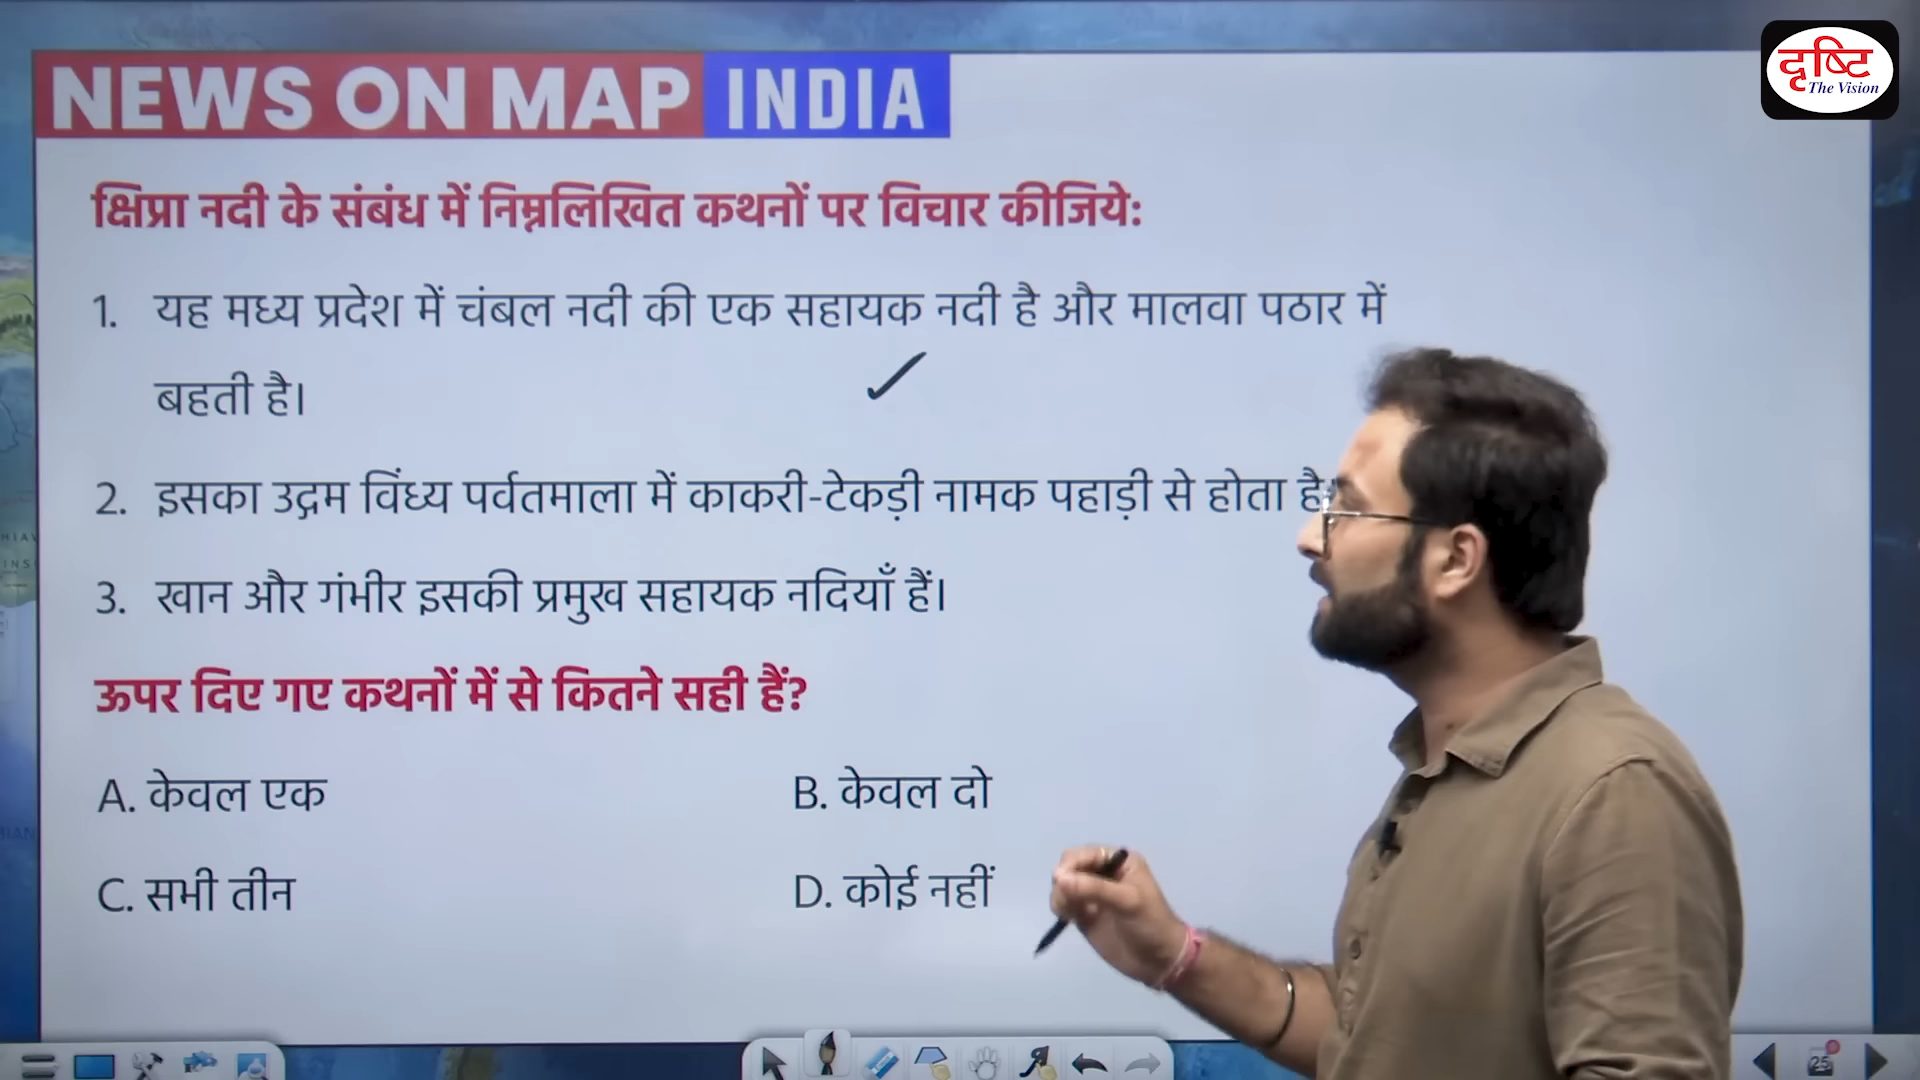 NEWS ON MAP INDIA
दृष्टि
The Vision
क्षिप्रा नदी के संबंध में निम्नलिखित कथनों पर विचार कीजिये:
1. यह मध्य प्रदेश में चंबल नदी की एक सहायक नदी है और मालवा पठार में
बहती है।
2. इसका उद्गम विंध्य पर्वतमाला में काकरी-टेकड़ी नामक पहाड़ी से होता है
3. खान और गंभीर इसकी प्रमुख सहायक नदियाँ हैं।
ऊपर दिए गए कथनों में से कितने सही हैं?
A. केवल एक
B. केवल दो
C. सभी तीन
D. कोई नहीं
25